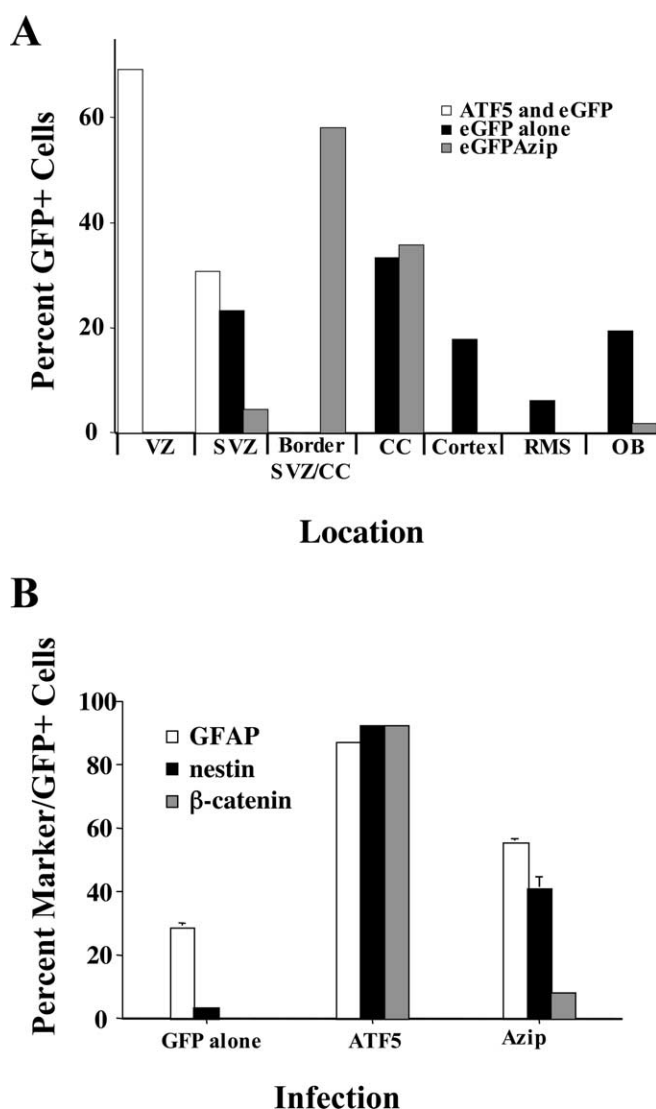 A
Percent GFP+ Cells
60
40
20
0
ATF5 and eGFP
eGFP alone
eGFPAzip
VZ
SVZ
Border
SVZ/CC
CC
Cortex
RMS
OB
Location
B
Percent Marker/GFP+ Cells
100
80
60
40
20
0
GFAP
nestin
β-catenin
GFP alone
ATF5
Azip
Infection